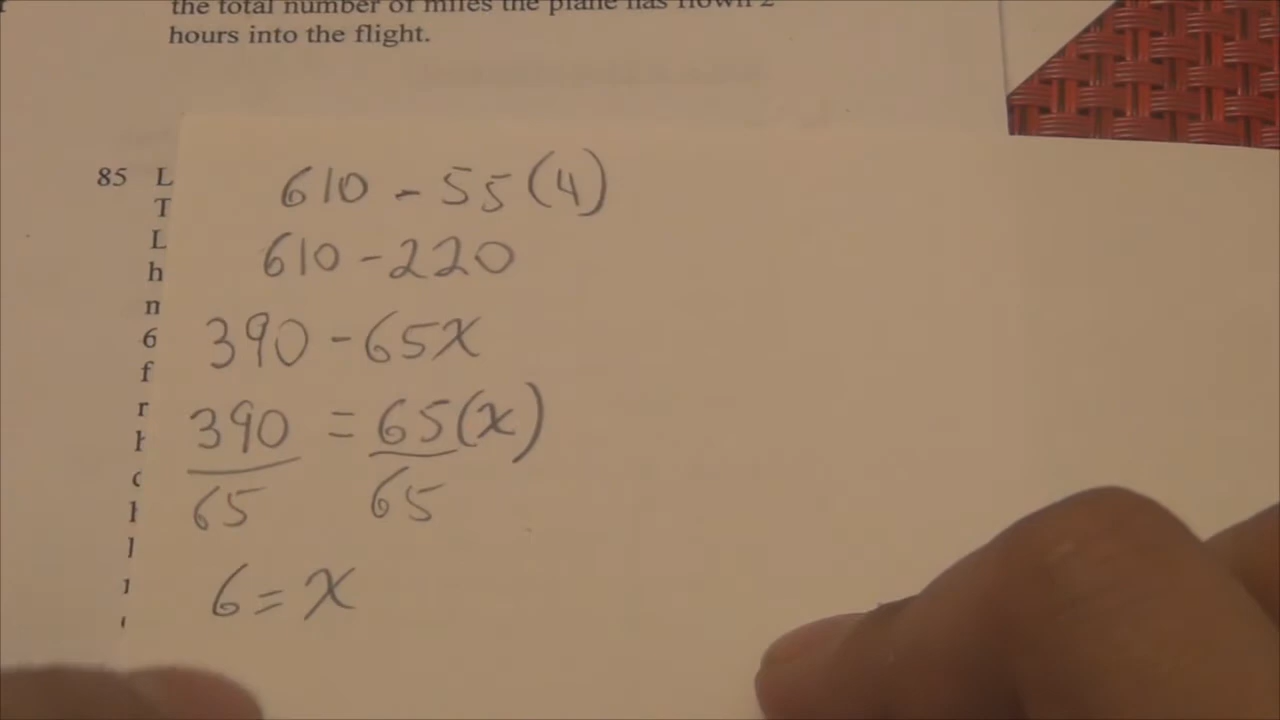 the total number of miles the plane has flown 2
hours into the flight.
85 L
T
L
h
n
6
f
r
h
610 - 55(4)
610 - 220
390 - 65x
390 = 65(x)
65 65
6 = x